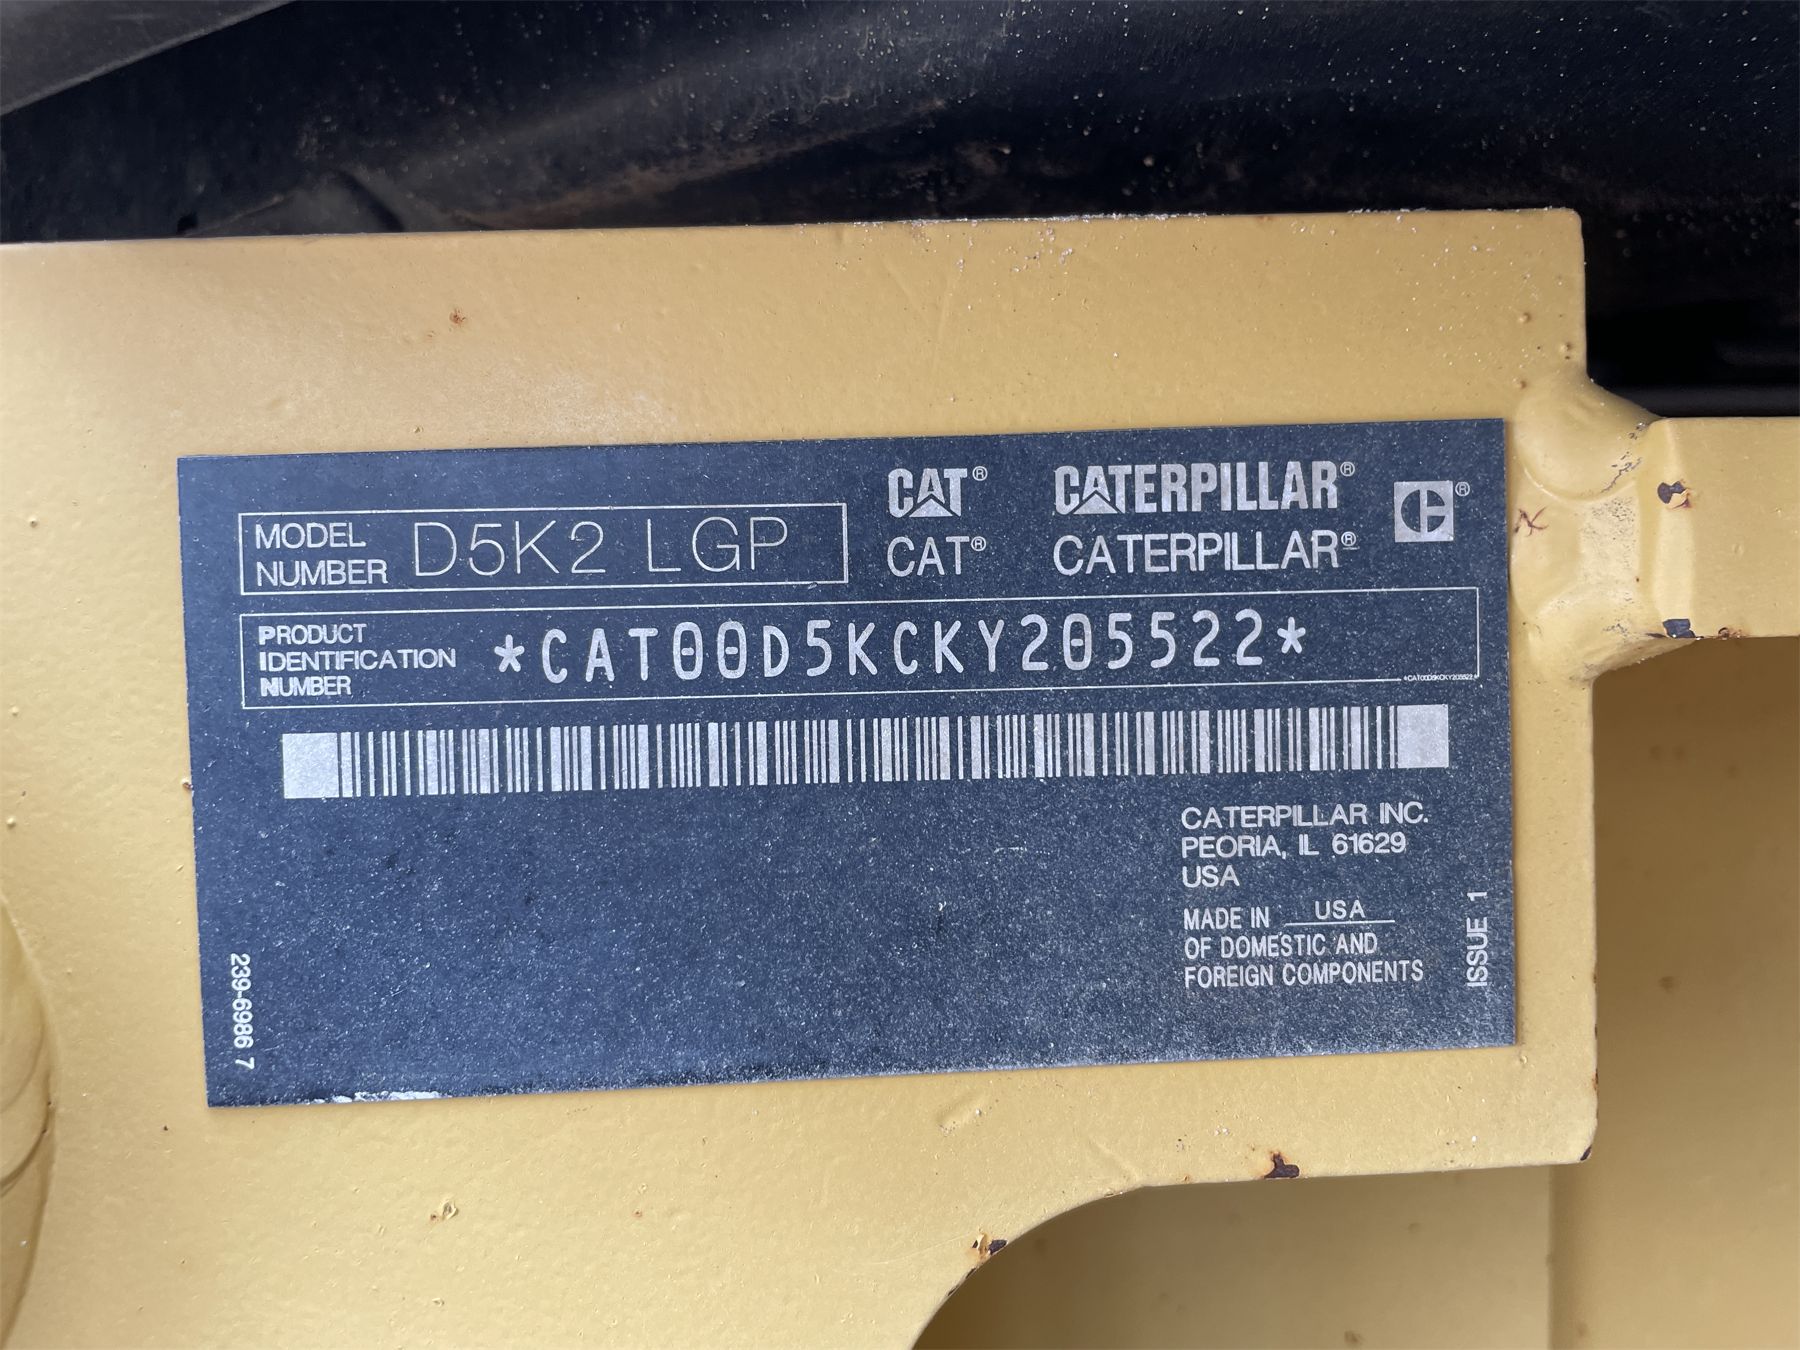 CAT® CATERPILLAR®
MODEL NUMBER D5K2 LGP
CAT® CATERPILLAR®
PRODUCT
IDENTIFICATION
NUMBER
*CAT00D5KCKY205522*
*CAT00D5KCKY205522*
CATERPILLAR INC.
PEORIA, IL 61629
USA
MADE IN USA
OF DOMESTIC AND
FOREIGN COMPONENTS
ISSUE 1
239-6986 7